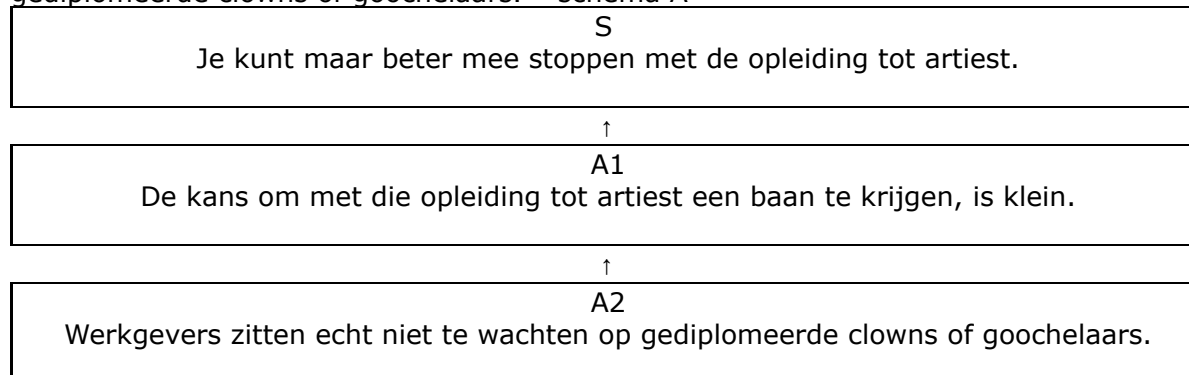 gediplomeerde clowns of goochelaars. – schema A
S
Je kunt maar beter mee stoppen met de opleiding tot artiest.
↑
A1
De kans om met die opleiding tot artiest een baan te krijgen, is klein.
↑
A2
Werkgevers zitten echt niet te wachten op gediplomeerde clowns of goochelaars.